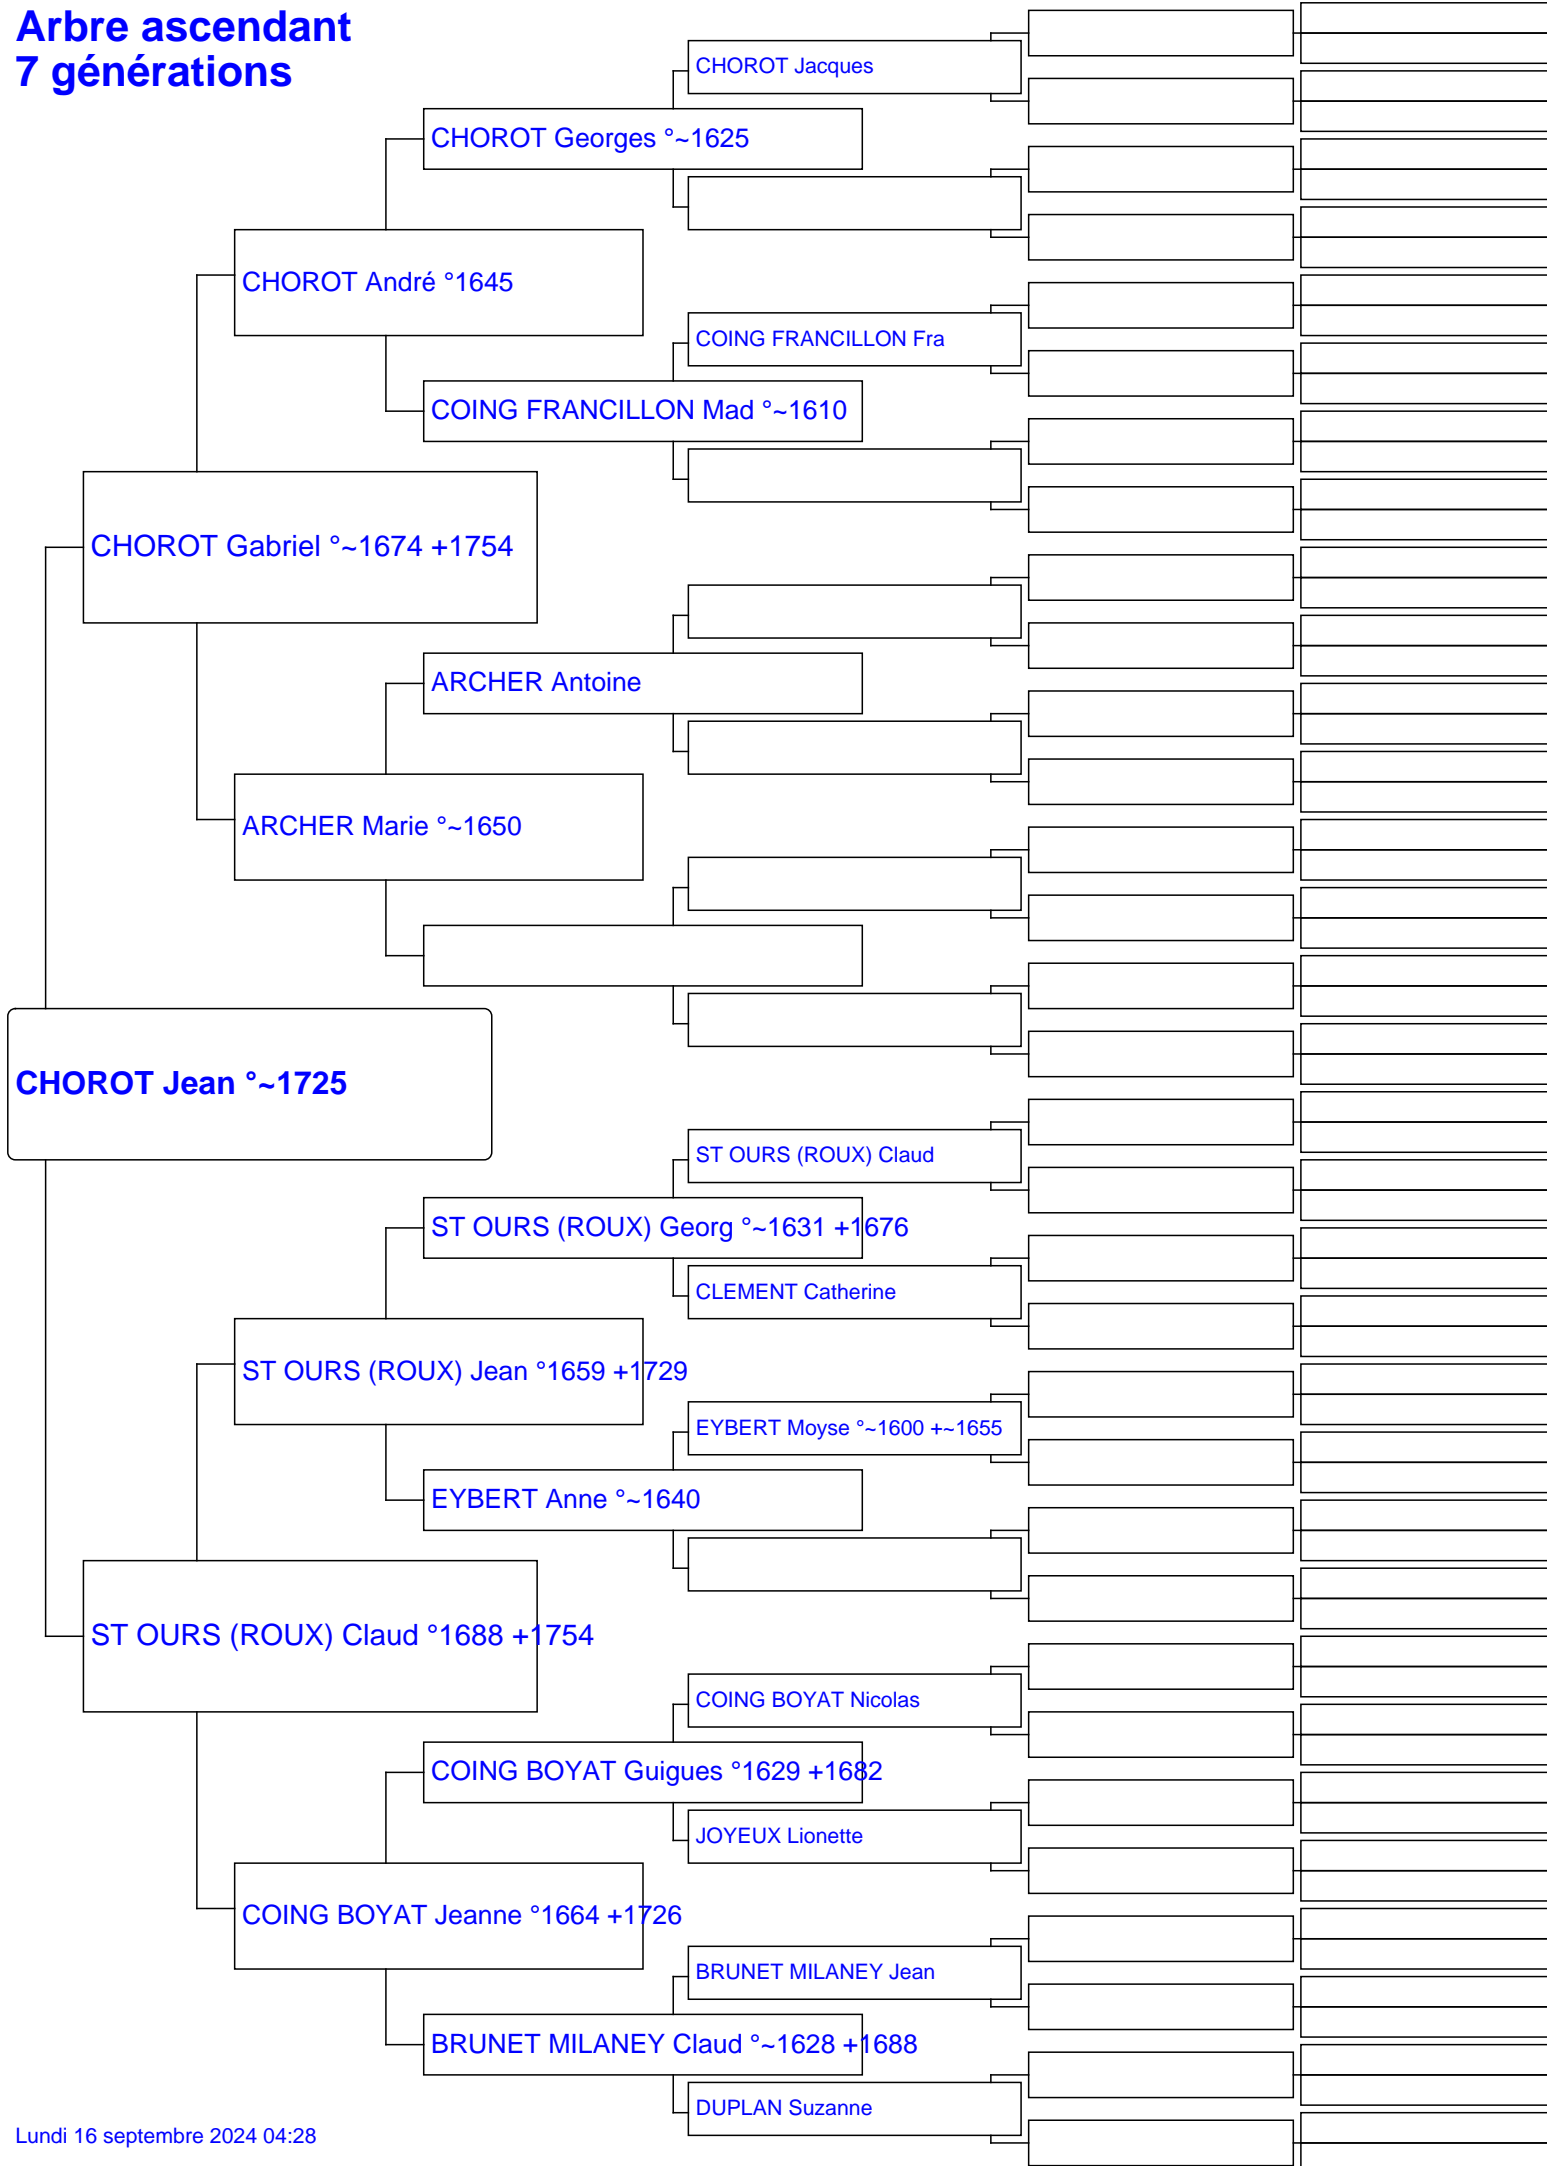 Arbre ascendant
7 générations
CHOROT Jacques
CHOROT Georges °~1625
CHOROT André °1645
COING FRANCILLON Fra
COING FRANCILLON Mad °~1610
CHOROT Gabriel °~1674 +1754
ARCHER Antoine
ARCHER Marie °~1650
CHOROT Jean °~1725
ST OURS (ROUX) Claud
ST OURS (ROUX) Georg °~1631 +1676
CLEMENT Catherine
ST OURS (ROUX) Jean °1659 +1729
EYBERT Moyse °~1600 +~1655
EYBERT Anne °~1640
ST OURS (ROUX) Claud °1688 +1754
COING BOYAT Nicolas
COING BOYAT Guigues °1629 +1682
JOYEUX Lionette
COING BOYAT Jeanne °1664 +1726
BRUNET MILANEY Jean
BRUNET MILANEY Claud °~1628 +1688
DUPLAN Suzanne
Lundi 16 septembre 2024 04:28